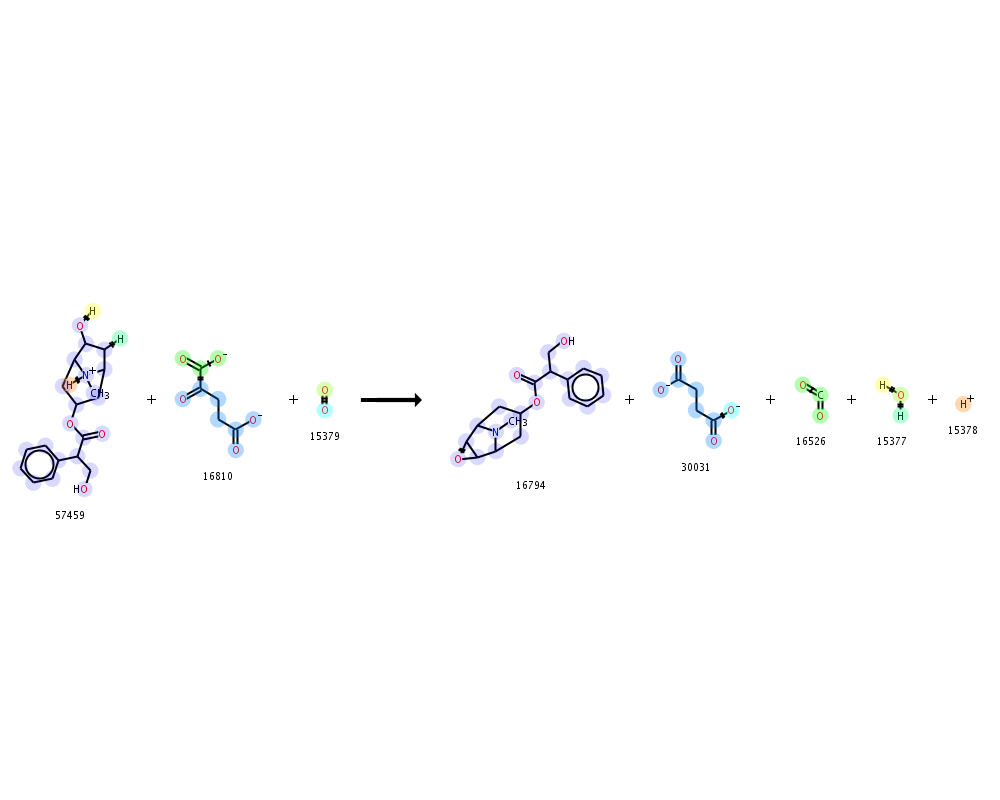 H
O
H
N+
H
CH3
O
O
HO
57459
+
O
O-
O
O-
O
16810
+
O
O
15379
OH
O
O
CH3
N
O
16794
+
O
O-
O-
O
30031
+
O
C
O
16526
+
H
O
H
15377
+
H+
15378